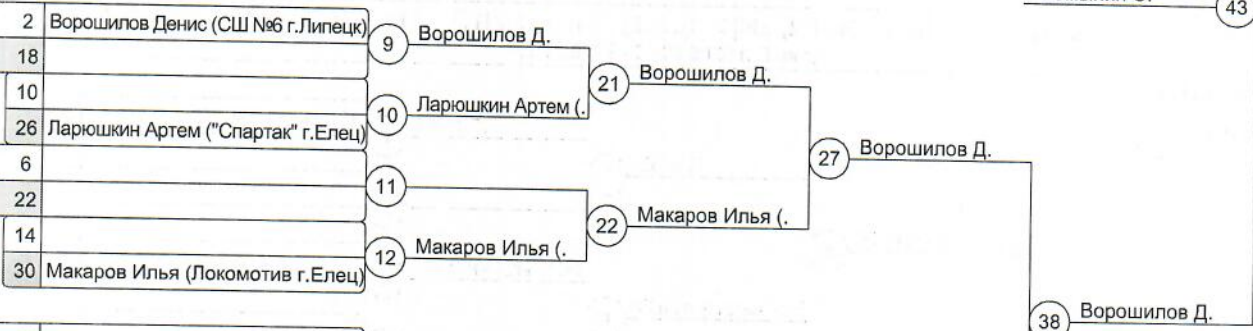 43
2 Ворошилов Денис (СШ №6 г.Липецк)
9 Ворошилов Д.
18
21 Ворошилов Д.
10
10 Ларюшкин Артем (.
26 Ларюшкин Артем ("Спартак" г.Елец)
27 Ворошилов Д.
6
11
22
22 Макаров Илья (.
14
12 Макаров Илья (.
30 Макаров Илья (Локомотив г.Елец)
38 Ворошилов Д.